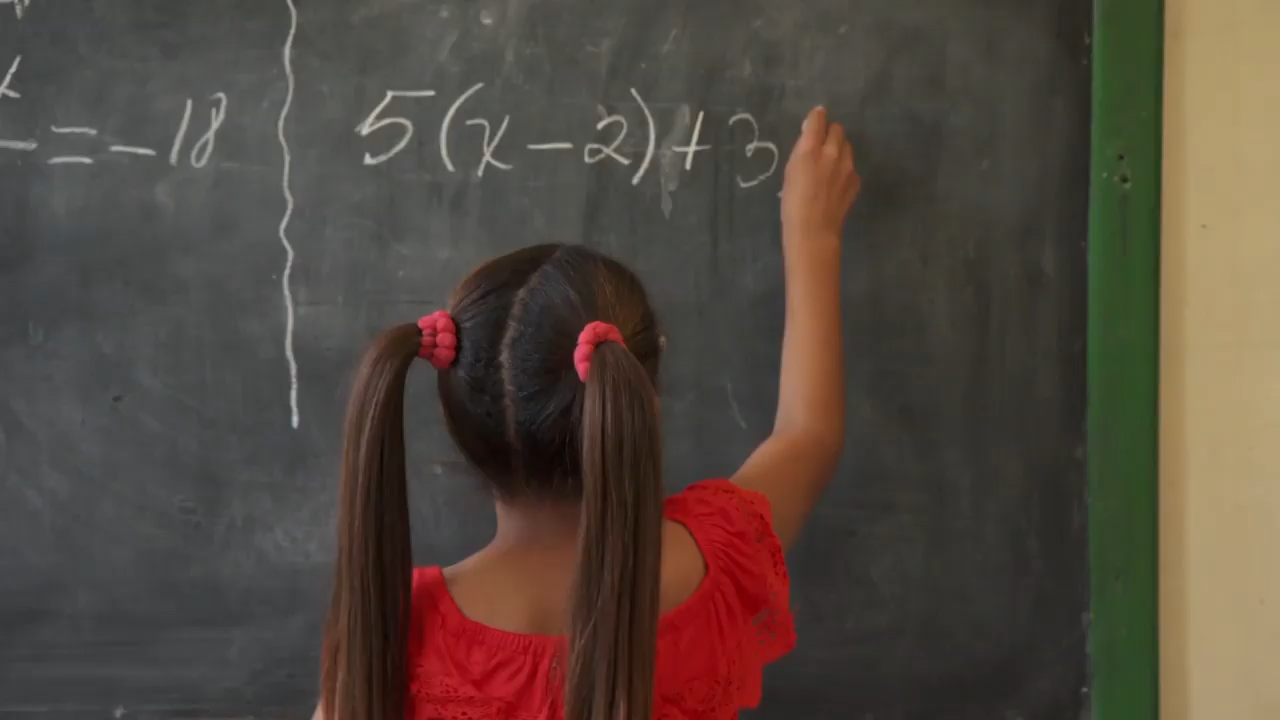 = -18
5(x-2)+3